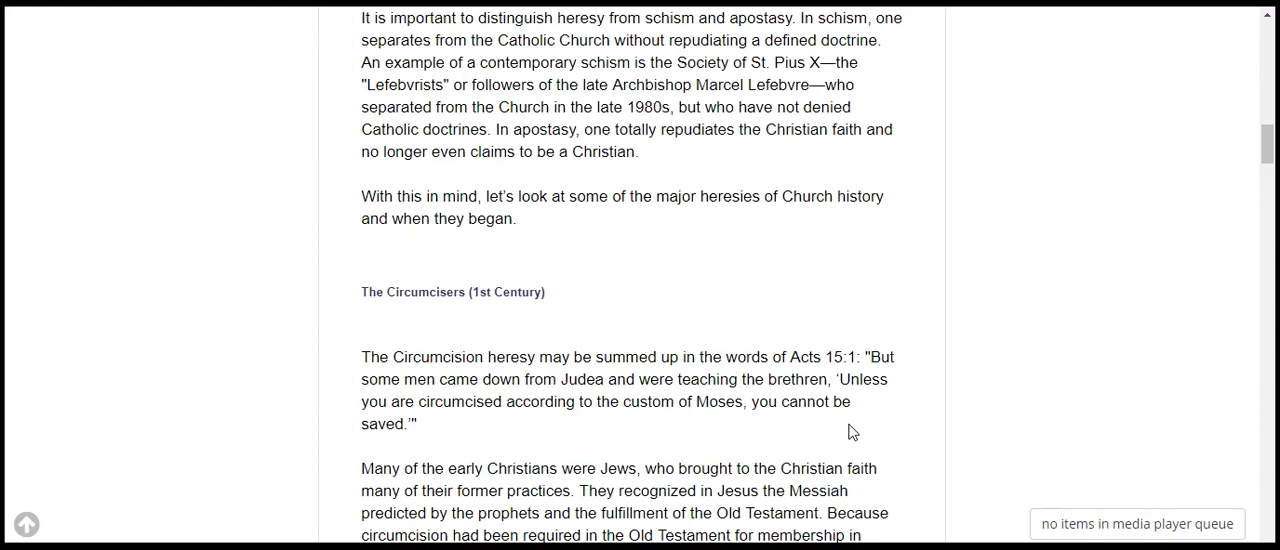 It is important to distinguish heresy from schism and apostasy. In schism, one
separates from the Catholic Church without repudiating a defined doctrine.
An example of a contemporary schism is the Society of St. Pius X—the
"Lefebvrists" or followers of the late Archbishop Marcel Lefebvre—who
separated from the Church in the late 1980s, but who have not denied
Catholic doctrines. In apostasy, one totally repudiates the Christian faith and
no longer even claims to be a Christian.
With this in mind, let’s look at some of the major heresies of Church history
and when they began.
The Circumcisers (1st Century)
The Circumcision heresy may be summed up in the words of Acts 15:1: "But
some men came down from Judea and were teaching the brethren, ‘Unless
you are circumcised according to the custom of Moses, you cannot be
saved.’"
Many of the early Christians were Jews, who brought to the Christian faith
many of their former practices. They recognized in Jesus the Messiah
predicted by the prophets and the fulfillment of the Old Testament. Because
circumcision had been required in the Old Testament for membership in
no items in media player queue